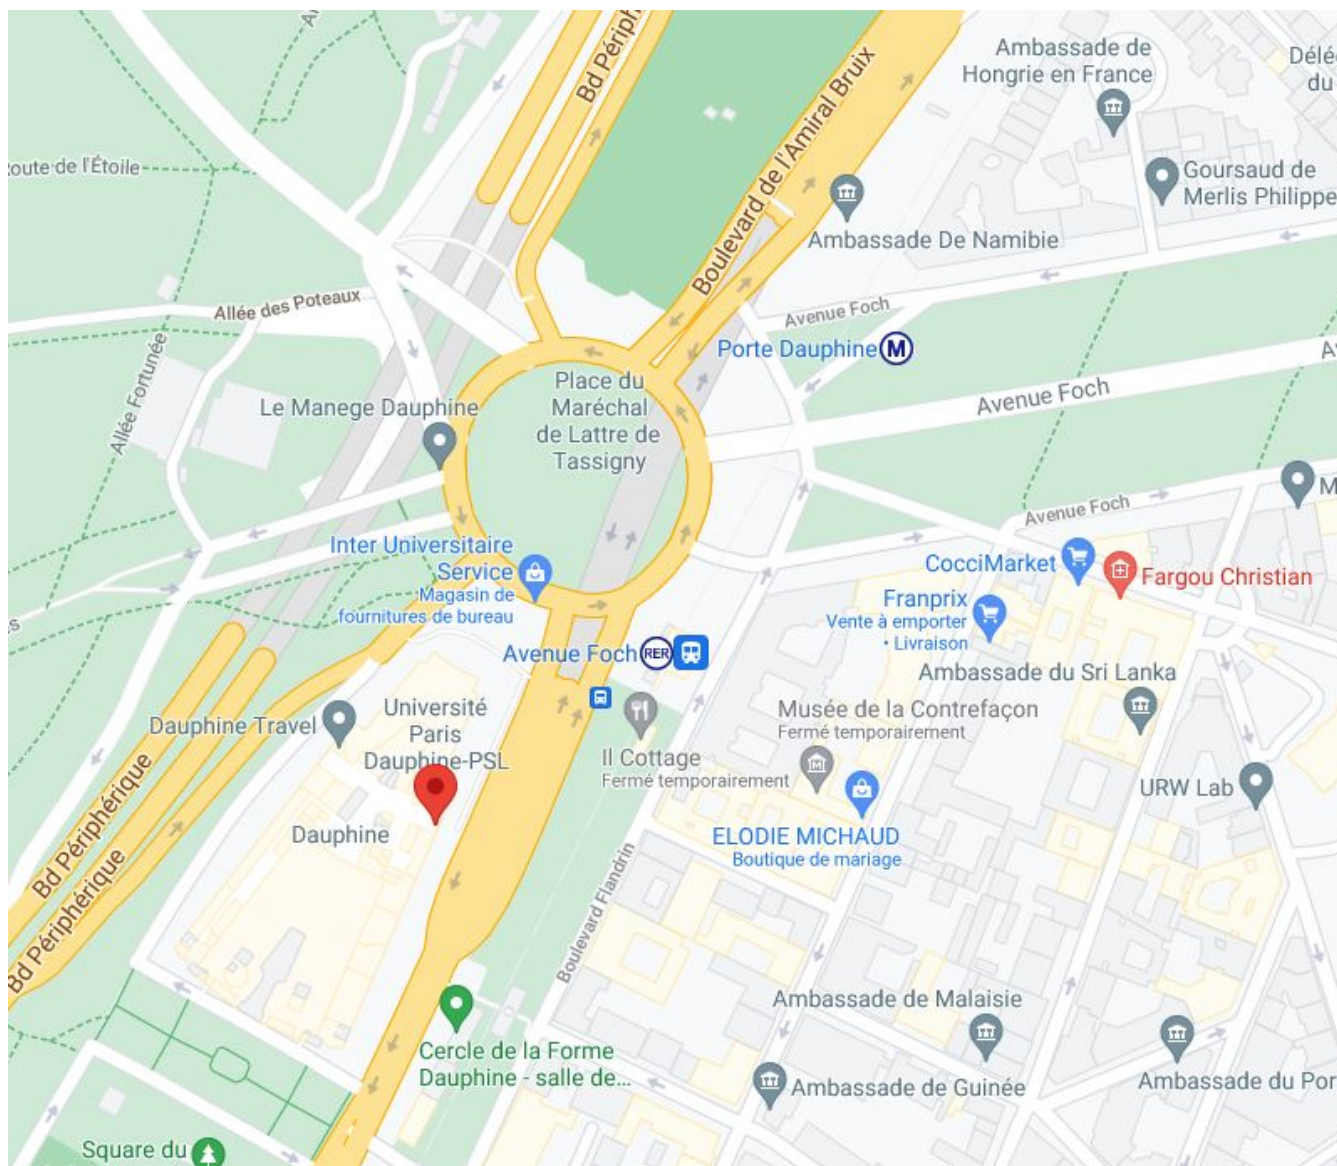 Bd Périph
Boulevard de l'Amiral Bruix
Ambassade de
Hongrie en France
Délé
du
Route de l'Étoile
Goursaud de
Merlis Philippe
Ambassade De Namibie
Allée des Poteaux
Avenue Foch
Porte Dauphine
M
Allée Fortunée
Place du
Maréchal
de Lattre de
Tassigny
Avenue Foch
Le Manege Dauphine
Avenue Foch
M
Inter Universitaire
Service
Magasin de
fournitures de bureau
CocciMarket
Fargou Christian
Franprix
Vente à emporter
• Livraison
Avenue Foch
RER
Ambassade du Sri Lanka
Dauphine Travel
Université
Paris
Dauphine-PSL
Musée de la Contrefaçon
Fermé temporairement
Il Cottage
Fermé temporairement
URW Lab
Dauphine
ELODIE MICHAUD
Boutique de mariage
Bd Périphérique
Bd Périphérique
Boulevard Flandrin
Ambassade de Malaisie
Cercle de la Forme
Dauphine - salle de...
Ambassade de Guinée
Ambassade du Por
Square du